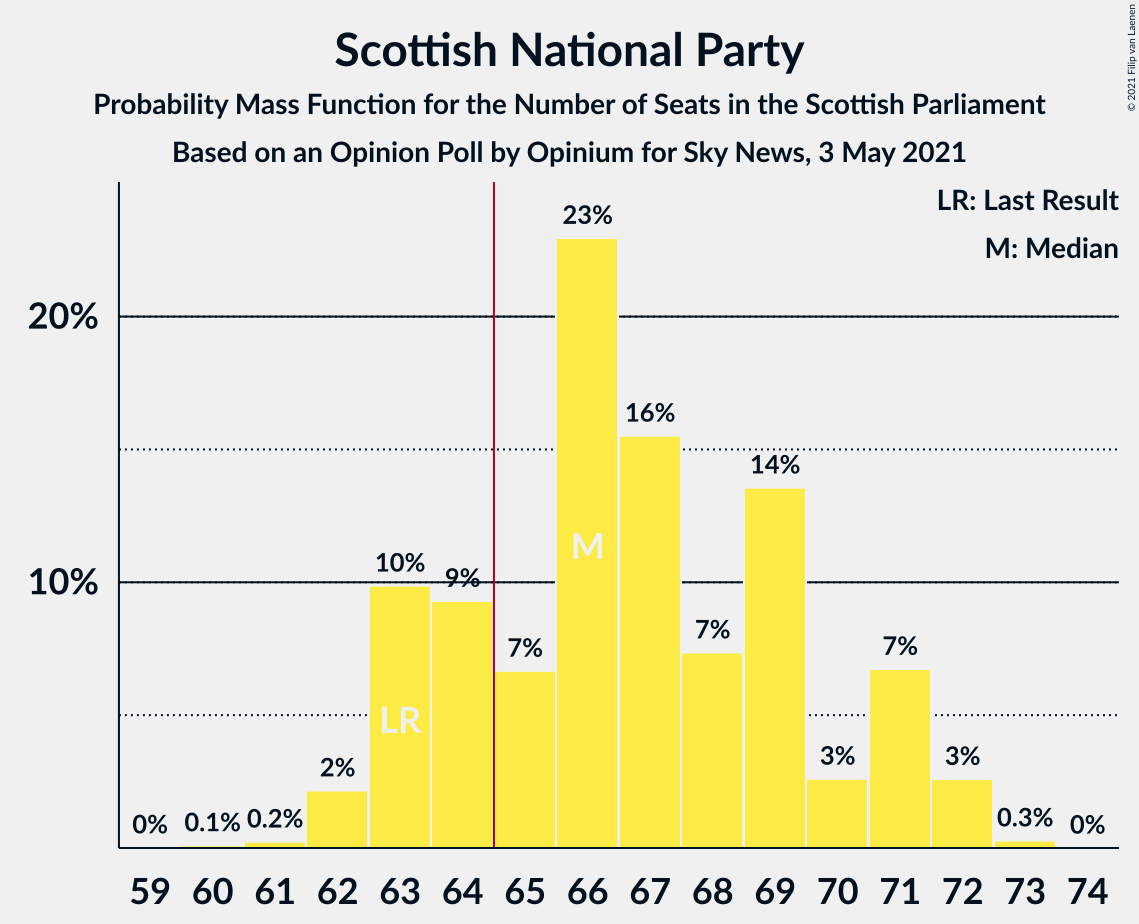 Scottish National Party
Probability Mass Function for the Number of Seats in the Scottish Parliament
Based on an Opinion Poll by Opinium for Sky News, 3 May 2021
© 2021 Filip van Laenen
LR: Last Result
M: Median
20%
10%
0% 0.1% 0.2% 2% 10% 9% 7% 23% 16% 7% 14% 3% 7% 3% 0.3% 0%
LR
M
59 60 61 62 63 64 65 66 67 68 69 70 71 72 73 74